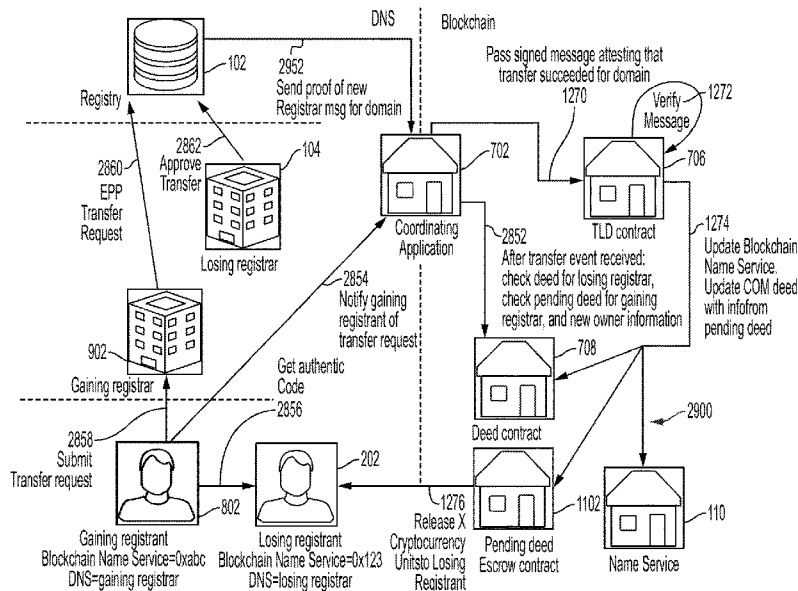 DNS
Blockchain
102
Registry
2952
Send proof of new
Registrar msg for domain
Pass signed message attesting that
transfer succeeded for domain
1270
Verify
Message
1272
706
TLD contract
2860
EPP
Transfer
Request
2862
Approve
Transfer
104
Losing registrar
702
Coordinating
Application
2852
After transfer event received:
check deed for losing registrar,
check pending deed for gaining
registrar, and new owner information
1274
Update Blockchain
Name Service.
Update COM deed
with infofrom
pending deed
2854
Notify gaining
registrant of
transfer request
902
Gaining registrar
Get authentic
Code
708
Deed contract
2900
2858
Submit
Transfer request
2856
202
802
Gaining registrant
Blockchain Name Service=0xabc
DNS=gaining registrar
Losing registrant
Blockchain Name Service=0x123
DNS=losing registrar
1276
Release X
Cryptocurrency
Unitsto Losing
Registrant
1102
Pending deed
Escrow contract
110
Name Service